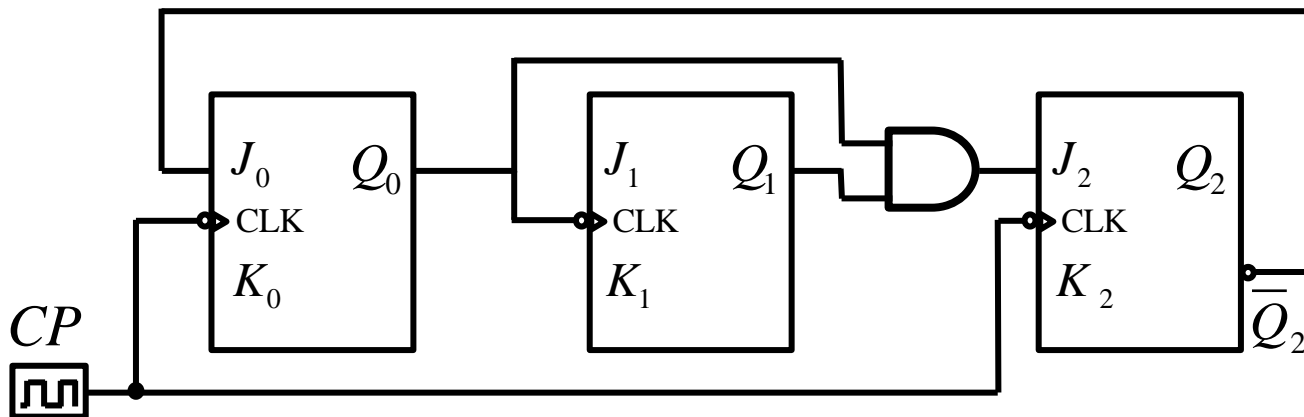 J₀ Q₀ J₁ Q₁ J₂ Q₂
CLK CLK CLK
K₀ K₁ K₂
CP Q̅₂